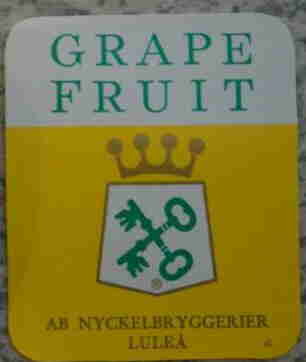 GRAPE
FRUIT
®
AB NYCKELBRYGGERIER
LULEÅ